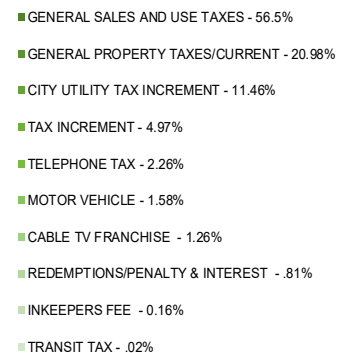 GENERAL SALES AND USE TAXES - 56.5%
GENERAL PROPERTY TAXES/CURRENT - 20.98%
CITY UTILITY TAX INCREMENT - 11.46%
TAX INCREMENT - 4.97%
TELEPHONE TAX - 2.26%
MOTOR VEHICLE - 1.58%
CABLE TV FRANCHISE - 1.26%
REDEMPTIONS/PENALTY & INTEREST - .81%
INKEEPERS FEE - 0.16%
TRANSIT TAX - .02%